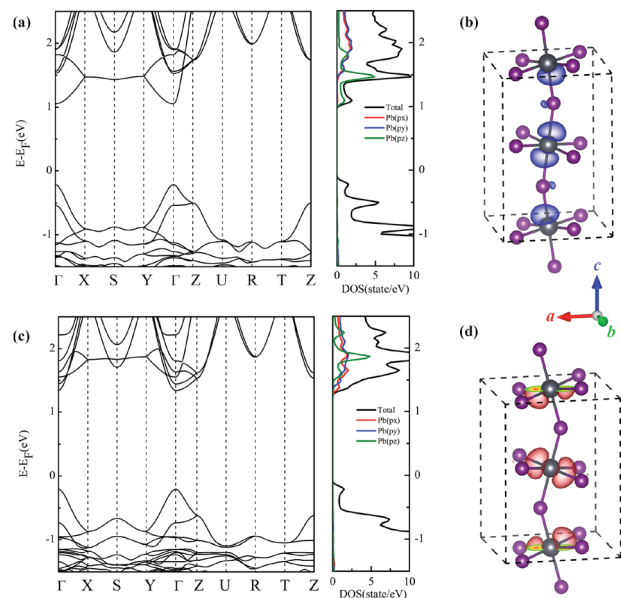 (a)
2
1
0
-1
E-EF(eV)
Γ X S Y Γ Z U R T Z
Total
Pb(px)
Pb(py)
Pb(pz)
2
1
0
-1
0 5 10
DOS(state/eV)
(b)
c
a
b
(c)
2
1
0
-1
E-EF(eV)
Γ X S Y Γ Z U R T Z
Total
Pb(px)
Pb(py)
Pb(pz)
2
1
0
-1
0 5 10
DOS(state/eV)
(d)